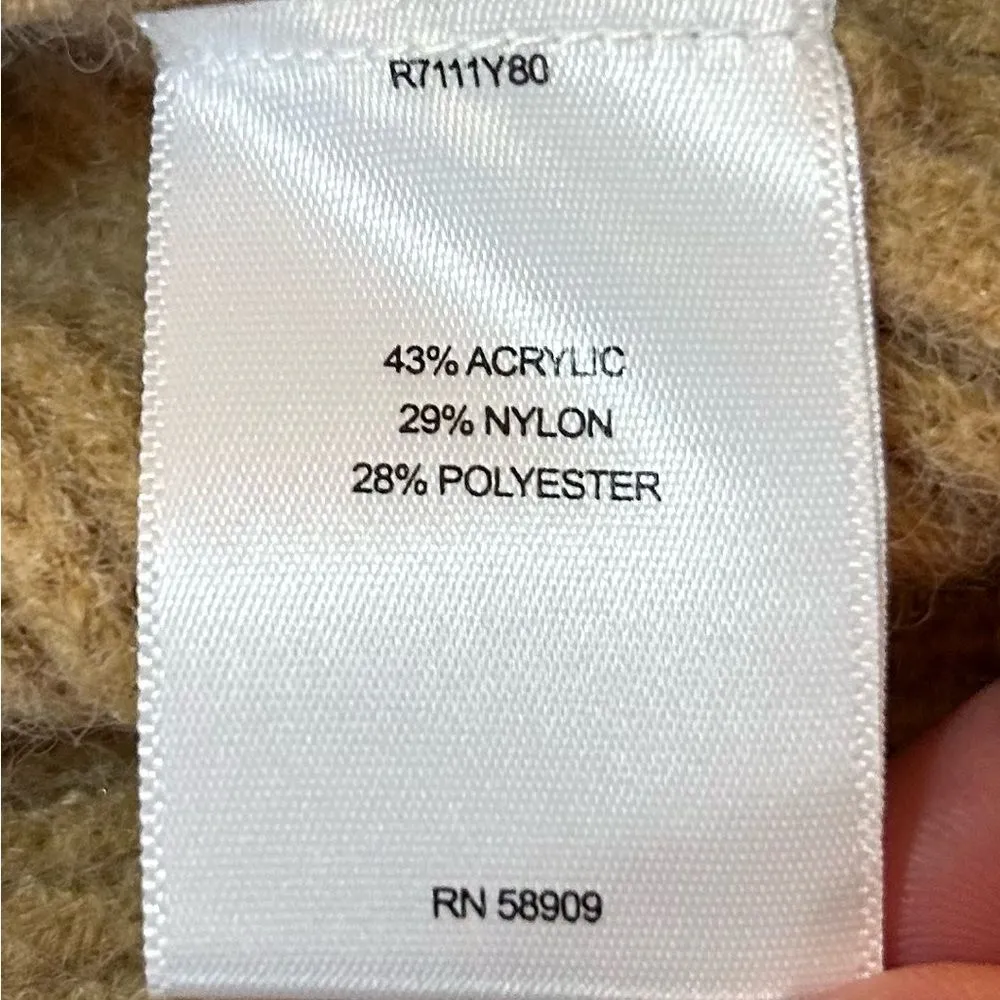 R7111Y80
43% ACRYLIC
29% NYLON
28% POLYESTER
RN 58909